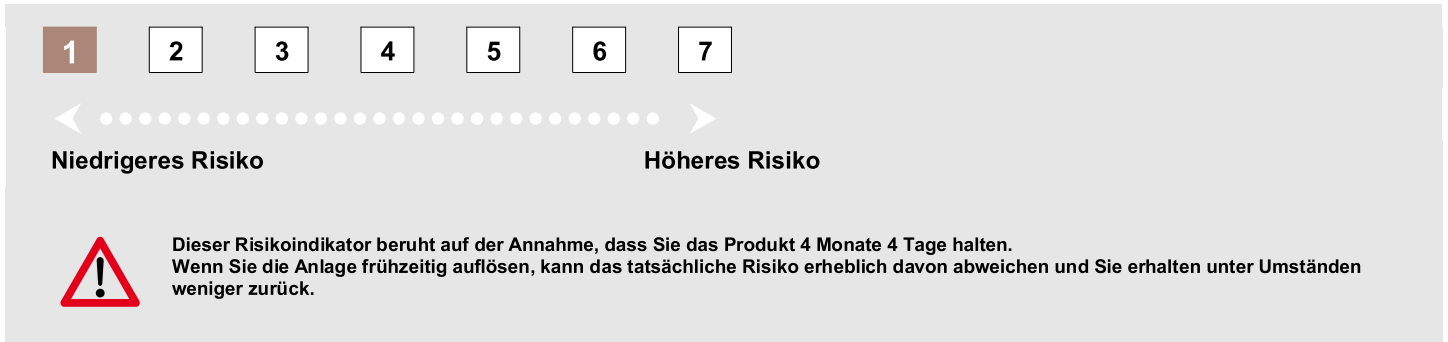 1 2 3 4 5 6 7
Niedrigeres Risiko Höheres Risiko
Dieser Risikoindikator beruht auf der Annahme, dass Sie das Produkt 4 Monate 4 Tage halten.
Wenn Sie die Anlage frühzeitig auflösen, kann das tatsächliche Risiko erheblich davon abweichen und Sie erhalten unter Umständen
weniger zurück.